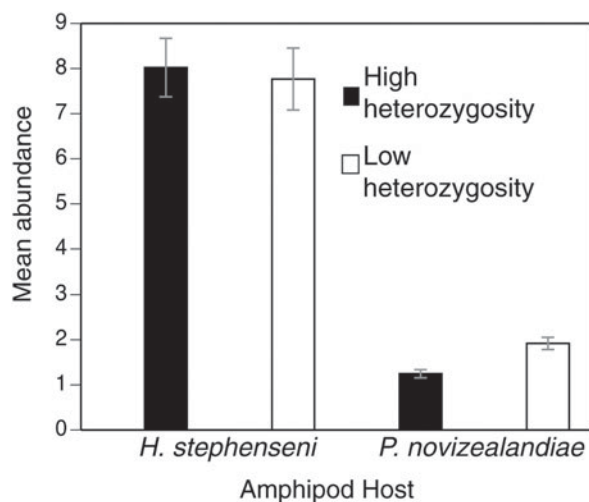 9
8
7
6
5
4
3
2
1
0
Mean abundance
High
heterozygosity
Low
heterozygosity
H. stephenseni P. novizealandiae
Amphipod Host